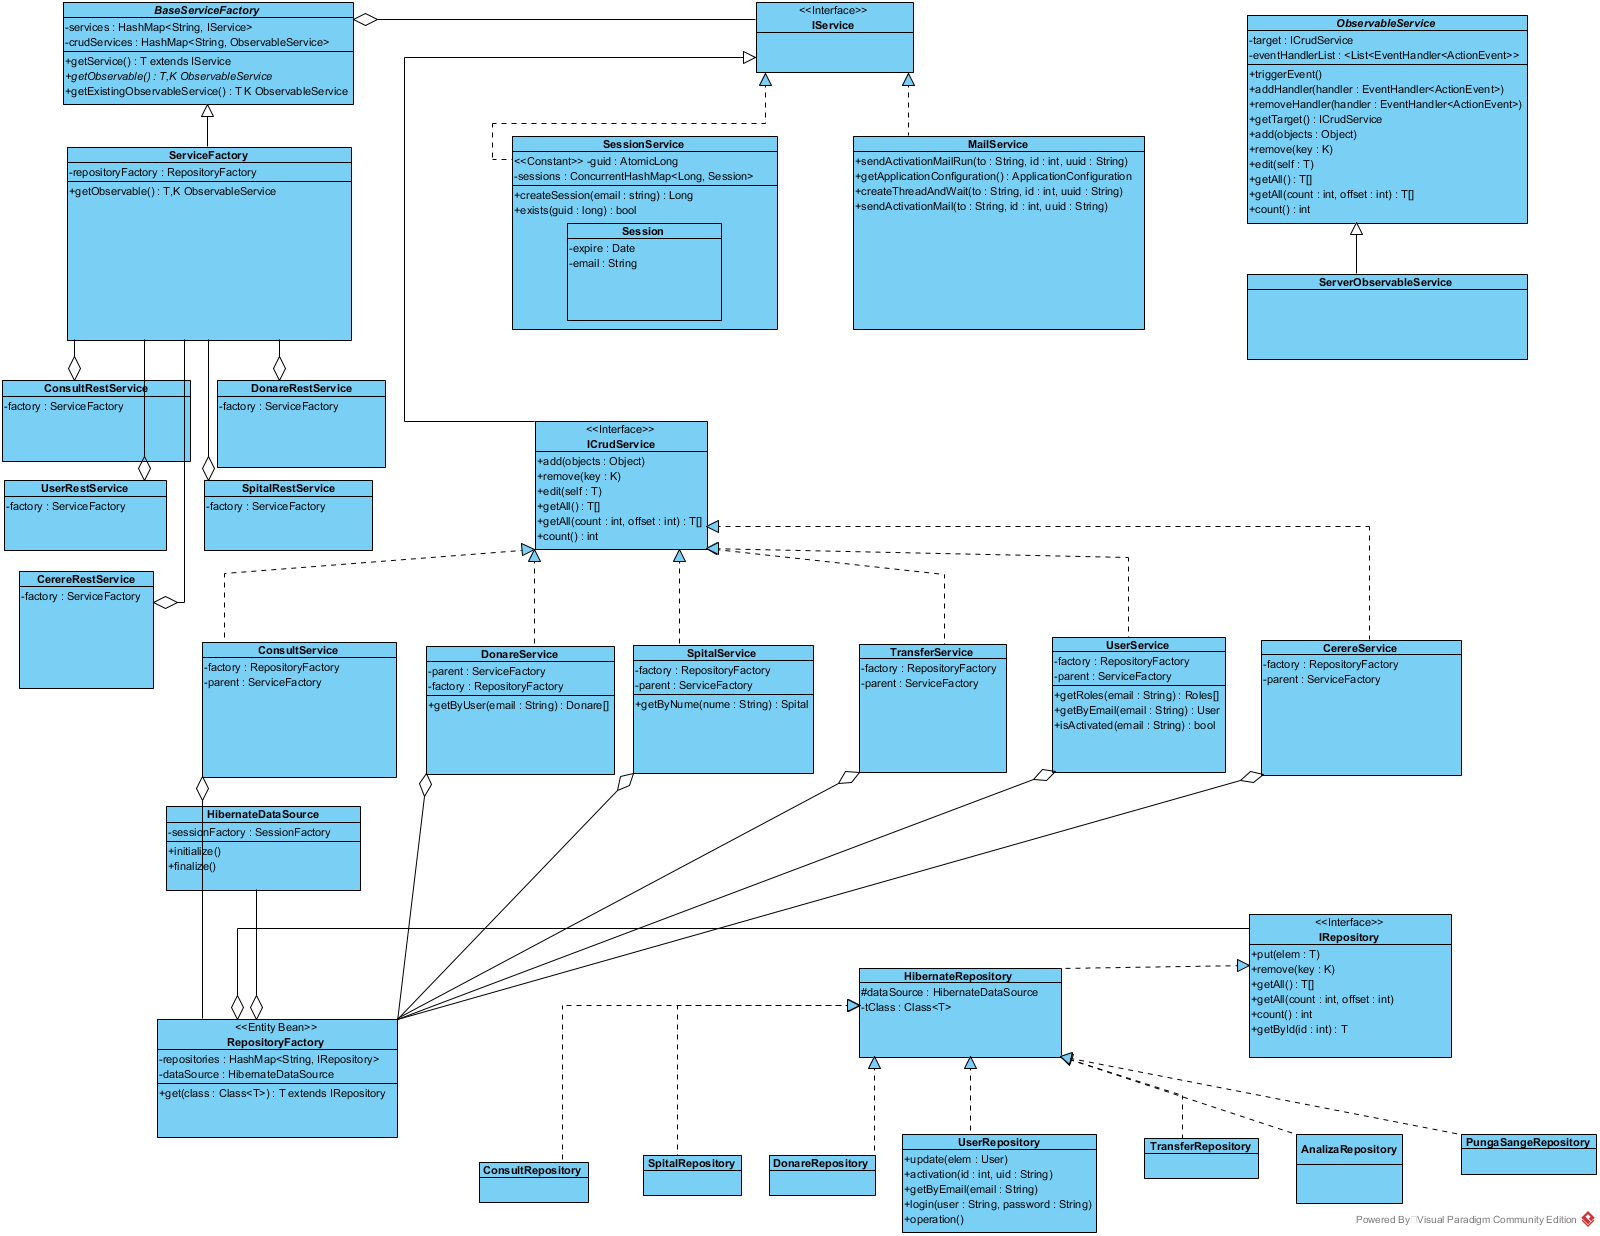 BaseServiceFactory
-services : HashMap<String, IService>
-crudServices : HashMap<String, ObservableService>
+getService() : T extends IService
+getObservable() : T,K ObservableService
+getExistingObservableService() : T K ObservableService
<<Interface>>
IService
ObservableService
-target : ICrudService
-eventHandlerList : <List<EventHandler<ActionEvent>>
+triggerEvent()
+addHandler(handler : EventHandler<ActionEvent>)
+removeHandler(handler : EventHandler<ActionEvent>)
+getTarget() : ICrudService
+add(objects : Object)
+remove(key : K)
+edit(self : T)
+getAll() : T[]
+getAll(count : int, offset : int) : T[]
+count() : int
ServiceFactory
-repositoryFactory : RepositoryFactory
+getObservable() : T,K ObservableService
SessionService
<<Constant>> -guid : AtomicLong
-sessions : ConcurrentHashMap<Long, Session>
+createSession(email : string) : Long
+exists(guid : long) : bool
Session
-expire : Date
-email : String
MailService
+sendActivationMailRun(to : String, id : int, uuid : String)
+getApplicationConfiguration() : ApplicationConfiguration
+createThreadAndWait(to : String, id : int, uuid : String)
+sendActivationMail(to : String, id : int, uuid : String)
ServerObservableService
ConsultRestService
-factory : ServiceFactory
DonareRestService
-factory : ServiceFactory
UserRestService
-factory : ServiceFactory
SpitalRestService
-factory : ServiceFactory
CerereRestService
-factory : ServiceFactory
<<Interface>>
ICrudService
+add(objects : Object)
+remove(key : K)
+edit(self : T)
+getAll() : T[]
+getAll(count : int, offset : int) : T[]
+count() : int
ConsultService
-factory : RepositoryFactory
-parent : ServiceFactory
DonareService
-parent : ServiceFactory
-factory : RepositoryFactory
+getByUser(email : String) : Donare[]
SpitalService
-factory : RepositoryFactory
-parent : ServiceFactory
+getByNume(nume : String) : Spital
TransferService
-factory : RepositoryFactory
-parent : ServiceFactory
UserService
-factory : RepositoryFactory
-parent : ServiceFactory
+getRoles(email : String) : Roles[]
+getByEmail(email : String) : User
+isActivated(email : String) : bool
CerereService
-factory : RepositoryFactory
-parent : ServiceFactory
HibernateDataSource
-sessionFactory : SessionFactory
+initialize()
+finalize()
<<Interface>>
IRepository
+put(elem : T)
+remove(key : K)
+getAll() : T[]
+getAll(count : int, offset : int)
+count() : int
+getById(id : int) : T
HibernateRepository
#dataSource : HibernateDataSource
-tClass : Class<T>
<<Entity Bean>>
RepositoryFactory
-repositories : HashMap<String, IRepository>
-dataSource : HibernateDataSource
+get(class : Class<T>) : T extends IRepository
ConsultRepository
SpitalRepository
DonareRepository
UserRepository
+update(elem : User)
+activation(id : int, uid : String)
+getByEmail(email : String)
+login(user : String, password : String)
+operation()
TransferRepository
AnalizaRepository
PungaSangeRepository
Powered By Visual Paradigm Community Edition